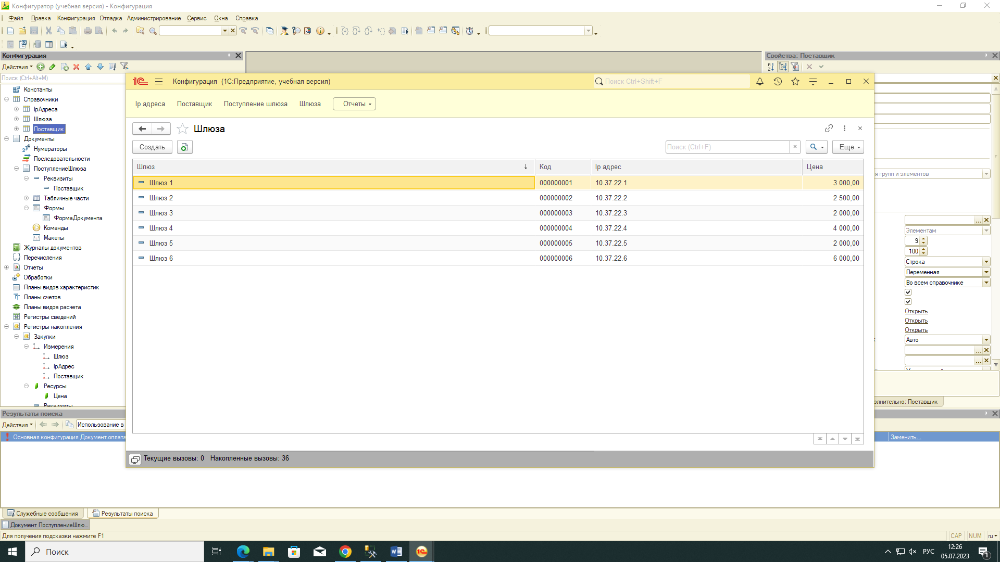 Конфигуратор (учебная версия) - Конфигурация
Файл Правка Конфигурация Отладка Администрирование Сервис Окна Справка
Конфигурация
Свойства: Поставщик
Действия
Поиск (Ctrl+Alt+M)
Константы
Справочники
IpАдреса
Шлюза
Поставщик
Документы
Нумераторы
Последовательности
ПоступлениеШлюза
Реквизиты
Поставщик
Табличные части
Формы
ФормаДокумента
Команды
Макеты
Журналы документов
Перечисления
Отчеты
Обработки
Планы видов характеристик
Планы счетов
Планы видов расчета
Регистры сведений
Регистры накопления
Закупки
Измерения
Шлюз
IpАдрес
Поставщик
Ресурсы
Цена
Реквизиты
1С Конфигурация (1С:Предприятие, учебная версия)
Поиск Ctrl+Shift+F
Ip адреса Поставщик Поступление шлюза Шлюза Отчеты
Шлюза
Создать
Поиск (Ctrl+F) × Еще
Шлюз Код Ip адрес Цена
Шлюз 1 000000001 10.37.22.1 3 000,00
Шлюз 2 000000002 10.37.22.2 2 500,00
Шлюз 3 000000003 10.37.22.3 2 000,00
Шлюз 4 000000004 10.37.22.4 4 000,00
Шлюз 5 000000005 10.37.22.5 2 000,00
Шлюз 6 000000006 10.37.22.6 6 000,00
Текущие вызовы: 0 Накопленные вызовы: 36
я групп и элементов
Элементам
9
100
Строка
Переменная
Во всем справочнике
Открыть
Открыть
Открыть
Авто
олнительно: Поставщик
Результаты поиска
Действия
Использование в
Основная конфигурация Документ.оплата
Заменить...
Служебные сообщения
Результаты поиска
Документ ПоступлениеШлю...
Для получения подсказки нажмите F1
CAP NUM ru
Поиск
РУС
12:26
05.07.2023
1